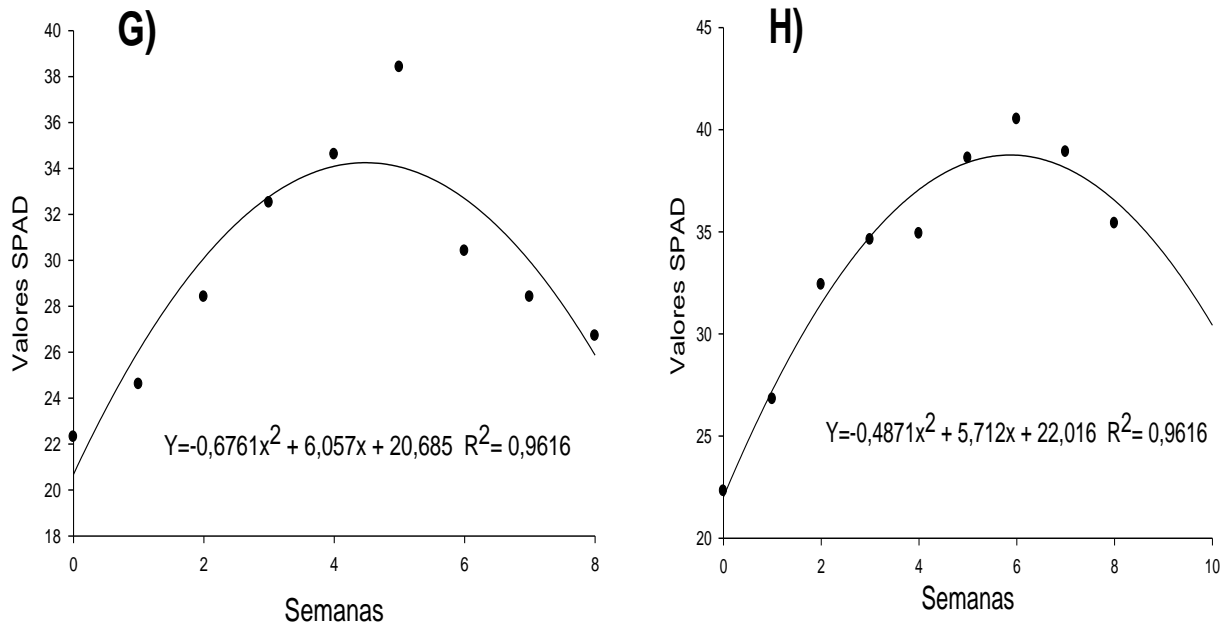 G)
40
38
36
34
32
30
28
26
24
22
20
18
Valores SPAD
Y=-0,6761x² + 6,057x + 20,685 R²= 0,9616
0 2 4 6 8
Semanas
H)
45
40
35
30
25
20
Valores SPAD
Y=-0,4871x² + 5,712x + 22,016 R²= 0,9616
0 2 4 6 8 10
Semanas